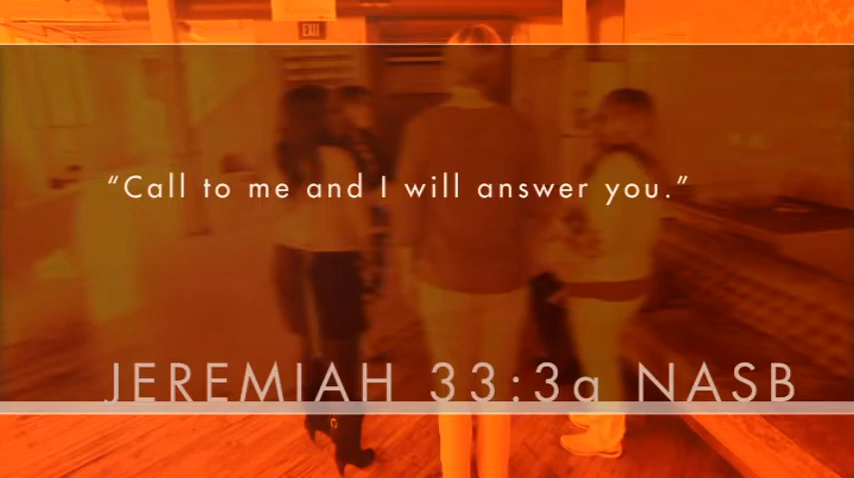 EXIT
“Call to me and I will answer you.”
JEREMIAH 33:3a NASB